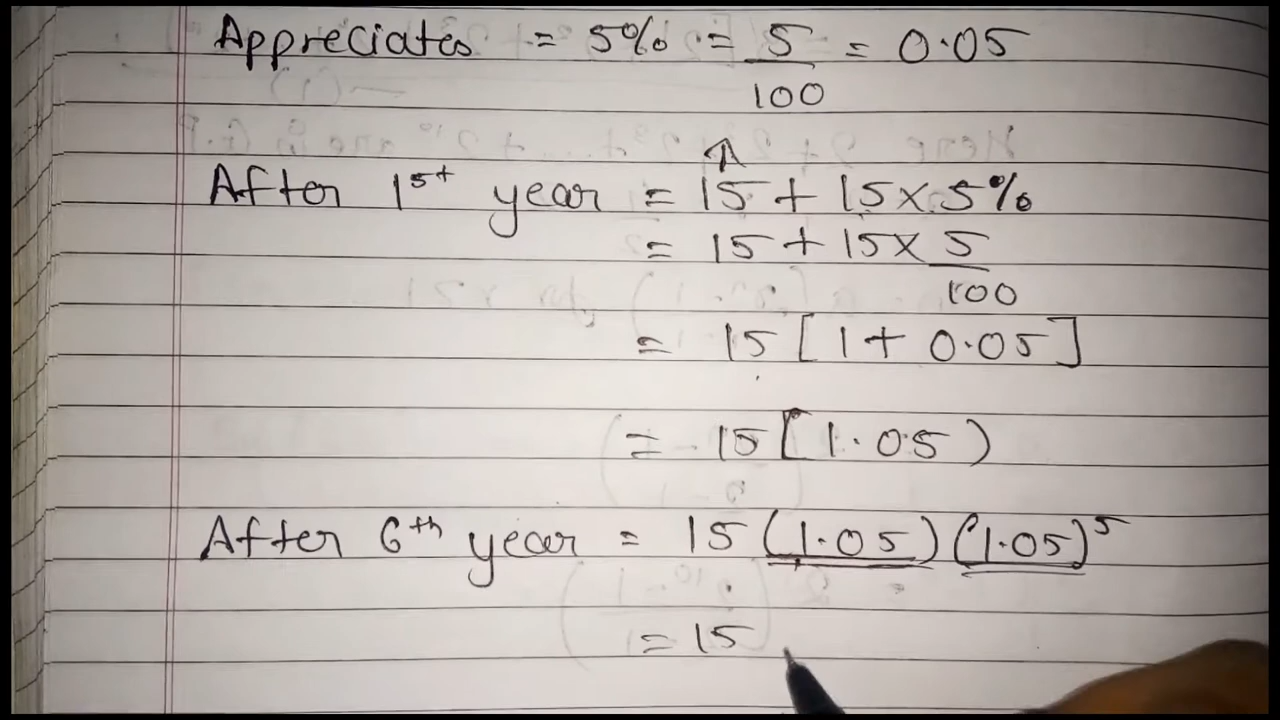 Appreciates = 5% = 5/100 = 0.05
After 1st year = 15 + 15 x 5%
= 15 + 15 x 5/100
= 15 [ 1 + 0.05 ]
= 15 [ 1.05 )
After 6th year = 15 (1.05) (1.05)^5
= 15